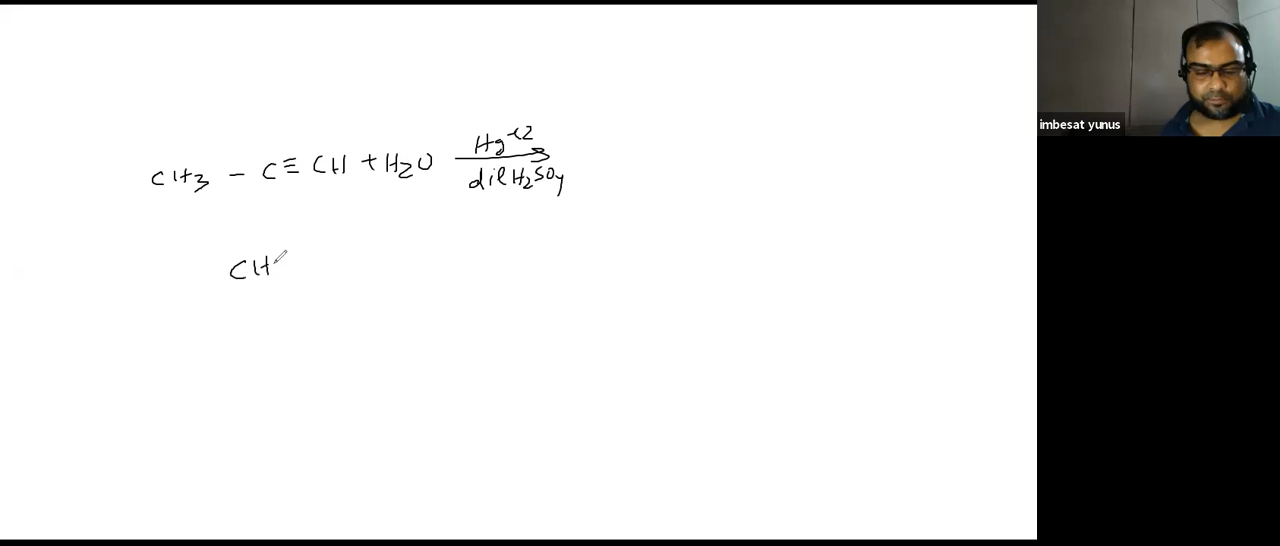 Hg+2
CH3 - C≡CH + H2O
dil H2SO4
CH
imbesat yunus